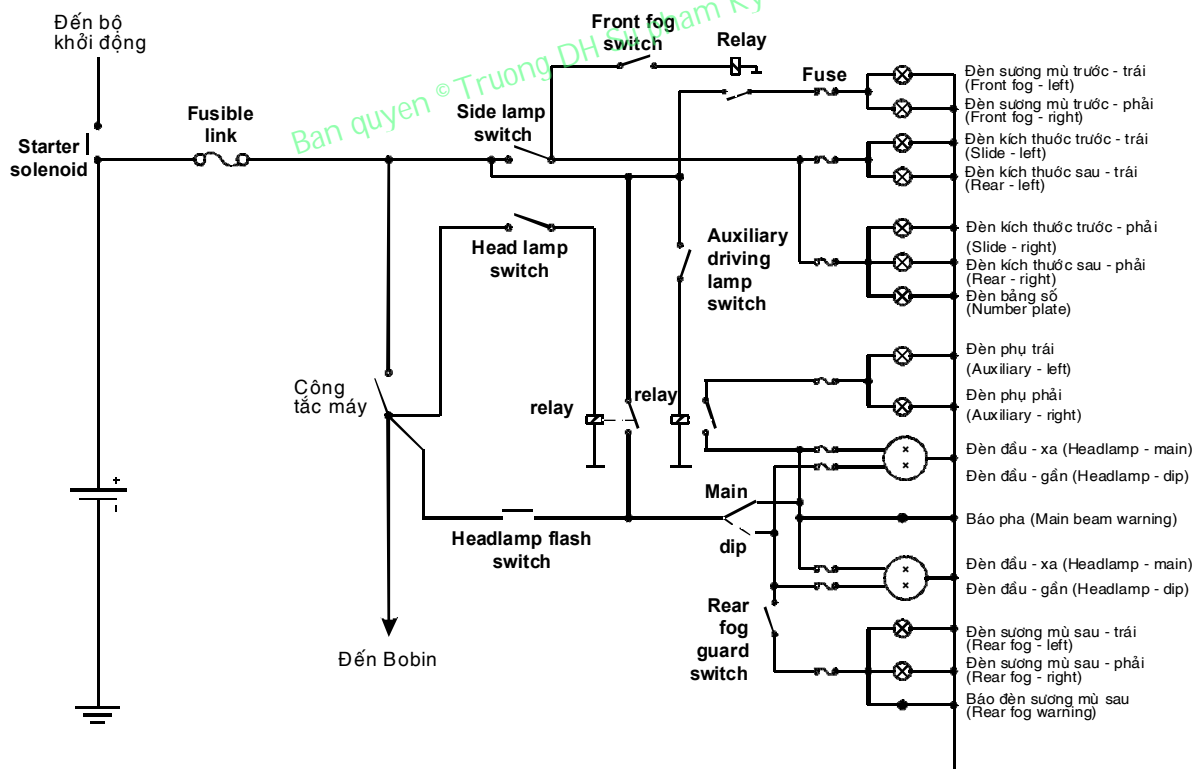 Đến bộ
khởi động
Front fog
switch
Relay
Ban quyen © Truong DH Su pham Ky
Fuse
Fusible
link
Side lamp
switch
Starter
solenoid
Head lamp
switch
Auxiliary
driving
lamp
switch
Công
tắc máy
relay
relay
+
-
Main
dip
Headlamp flash
switch
Rear
fog
guard
switch
Đến Bobin
Đèn sương mù trước - trái
(Front fog - left)
Đèn sương mù trước - phải
(Front fog - right)
Đèn kích thuớc trước - trái
(Slide - left)
Đèn kích thuớc sau - trái
(Rear - left)
Đèn kích thước trước - phải
(Slide - right)
Đèn kích thước sau - phải
(Rear - right)
Đèn bảng số
(Number plate)
Đèn phụ trái
(Auxiliary - left)
Đèn phụ phải
(Auxiliary - right)
Đèn đầu - xa (Headlamp - main)
Đèn đầu - gần (Headlamp - dip)
Báo pha (Main beam warning)
Đèn đầu - xa (Headlamp - main)
Đèn đầu - gần (Headlamp - dip)
Đèn sương mù sau - trái
(Rear fog - left)
Đèn sương mù sau - phải
(Rear fog - right)
Báo đèn sương mù sau
(Rear fog warning)